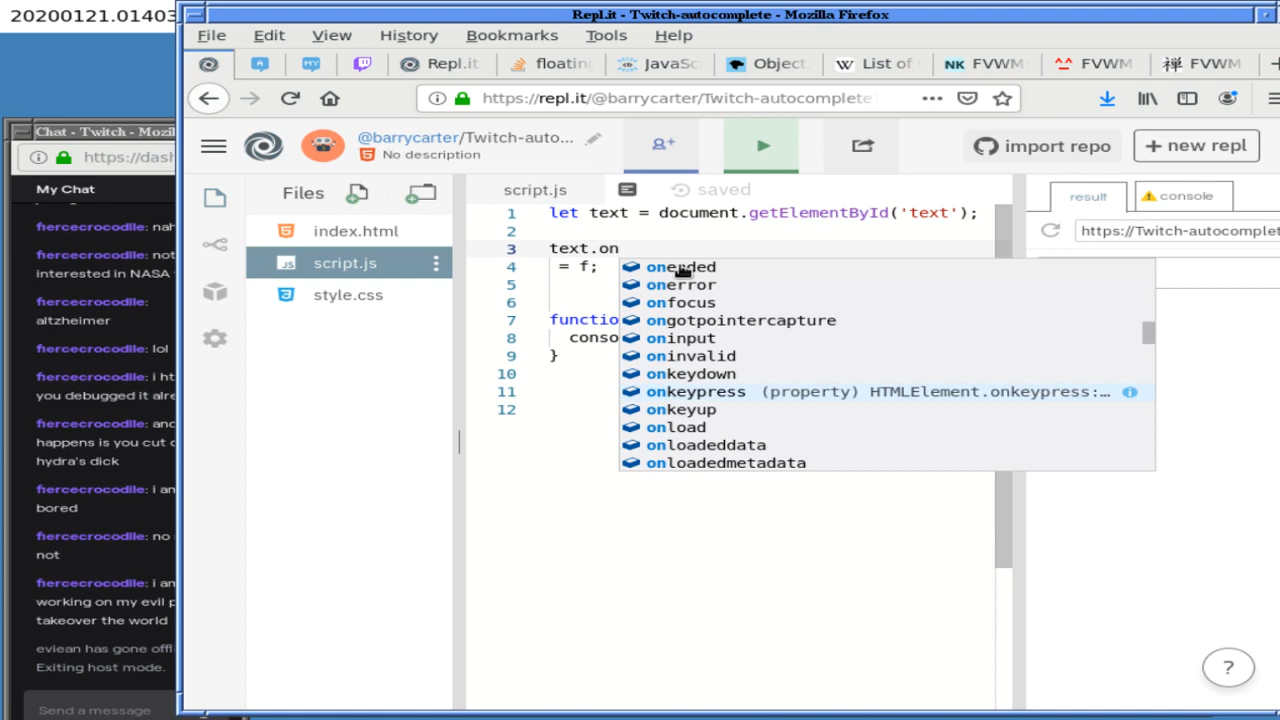 20200121.01403
Repl.it - Twitch-autocomplete - Mozilla Firefox
File Edit View History Bookmarks Tools Help
Repl.it
floating
JavaSc
Object
List of
FVWM
FVWM
FVWM
https://repl.it/@barrycarter/Twitch-autocomplete
Chat - Twitch - Mozil
https://dash
My Chat
fiercecrocodile: nah
fiercecrocodile: not
interested in NASA
fiercecrocodile:
altzheimer
fiercecrocodile: lol
fiercecrocodile: i ht
you debugged it alre
fiercecrocodile: and
happens is you cut o
hydra's dick
fiercecrocodile: i am
bored
fiercecrocodile: no
not
fiercecrocodile: i am
working on my evil p
takeover the world
eviean has gone offl
Exiting host mode.
Send a message
@barrycarter/Twitch-auto...
No description
import repo
+ new repl
Files
index.html
script.js
style.css
script.js
saved
1 let text = document.getElementById('text');
2
3 text.on
4 = f;
5
6
7 functio
8 conso
9 }
10
11
12
onended
onerror
onfocus
ongotpointercapture
oninput
oninvalid
onkeydown
onkeypress (property) HTMLElement.onkeypress:...
onkeyup
onload
onloadeddata
onloadedmetadata
result
console
https://Twitch-autocomplet
?